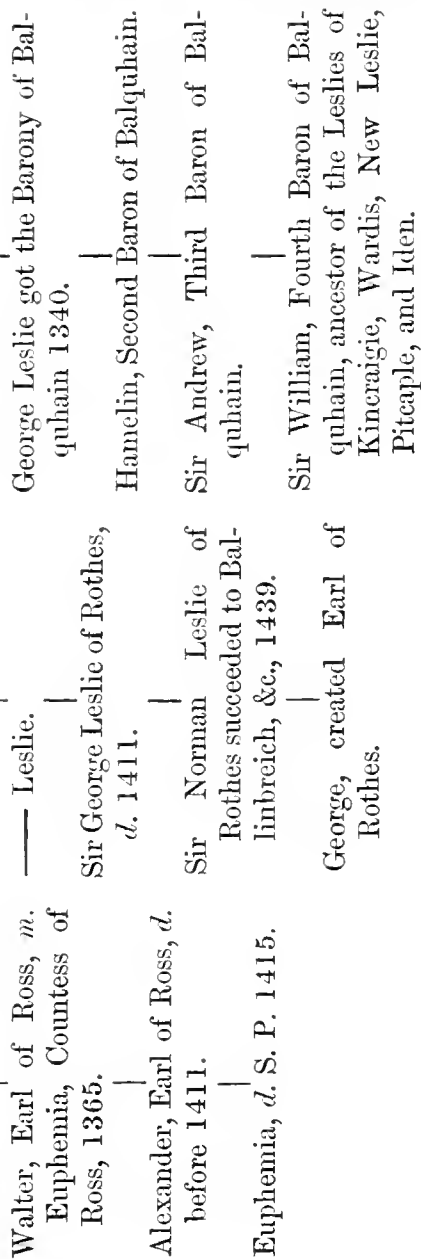 Walter, Earl of Ross, m.
Euphemia, Countess of
Ross, 1365.
Alexander, Earl of Ross, d.
before 1411.
Euphemia, d. S. P. 1415.
—— Leslie.
Sir George Leslie of Rothes,
d. 1411.
Sir Norman Leslie of
Rothes succeeded to Bal-
linbreich, &c., 1439.
George, created Earl of
Rothes.
George Leslie got the Barony of Bal-
quhain 1340.
Hamelin, Second Baron of Balquhain.
Sir Andrew, Third Baron of Bal-
quhain.
Sir William, Fourth Baron of Bal-
quhain, ancestor of the Leslies of
Kincraigie, Wardis, New Leslie,
Pitcaple, and Iden.